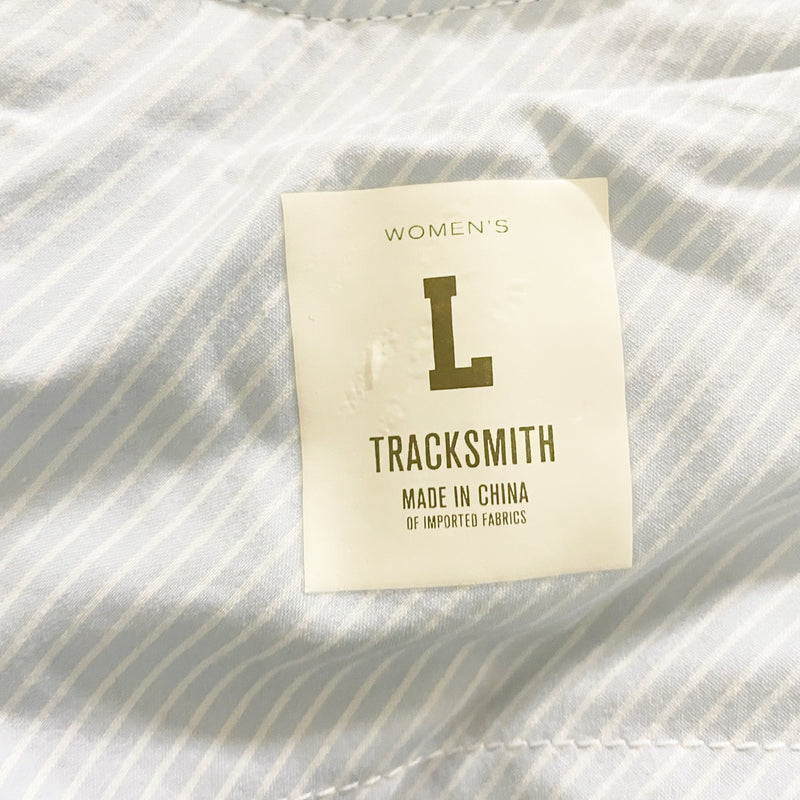 WOMEN'S
L
TRACKSMITH
MADE IN CHINA
OF IMPORTED FABRICS